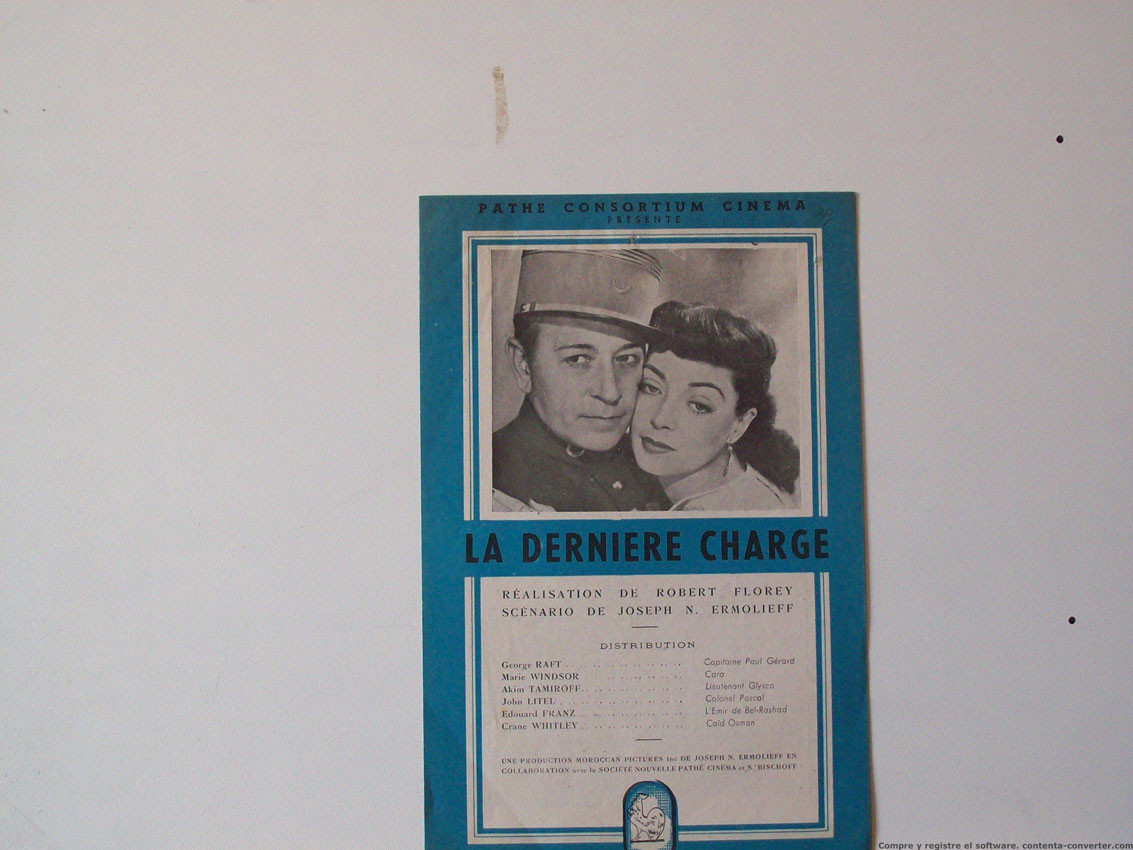 PATHE CONSORTIUM CINEMA
PRÉSENTE
LA DERNIERE CHARGE
RÉALISATION DE ROBERT FLOREY
SCÉNARIO DE JOSEPH N. ERMOLIEFF
DISTRIBUTION
George RAFT . . . . . . . . . . . . . . . . Capitaine Paul Gérard
Marie WINDSOR . . . . . . . . . . . . . . . Cara
Akim TAMIROFF . . . . . . . . . . . . . . . Lieutenant Glysco
John LITEL . . . . . . . . . . . . . . . . Colonel Pascal
Edouard FRANZ . . . . . . . . . . . . . . . L'Emir de Bel-Rashad
Crane WHITLEY . . . . . . . . . . . . . . . Caïd Osman
UNE PRODUCTION MOROCCAN PICTURES Inc DE JOSEPH N. ERMOLIEFF EN
COLLABORATION avec la SOCIÉTÉ NOUVELLE PATHÉ CINÉMA et S. BISCHOFF
Compre y registre el software. contenta-converter.com